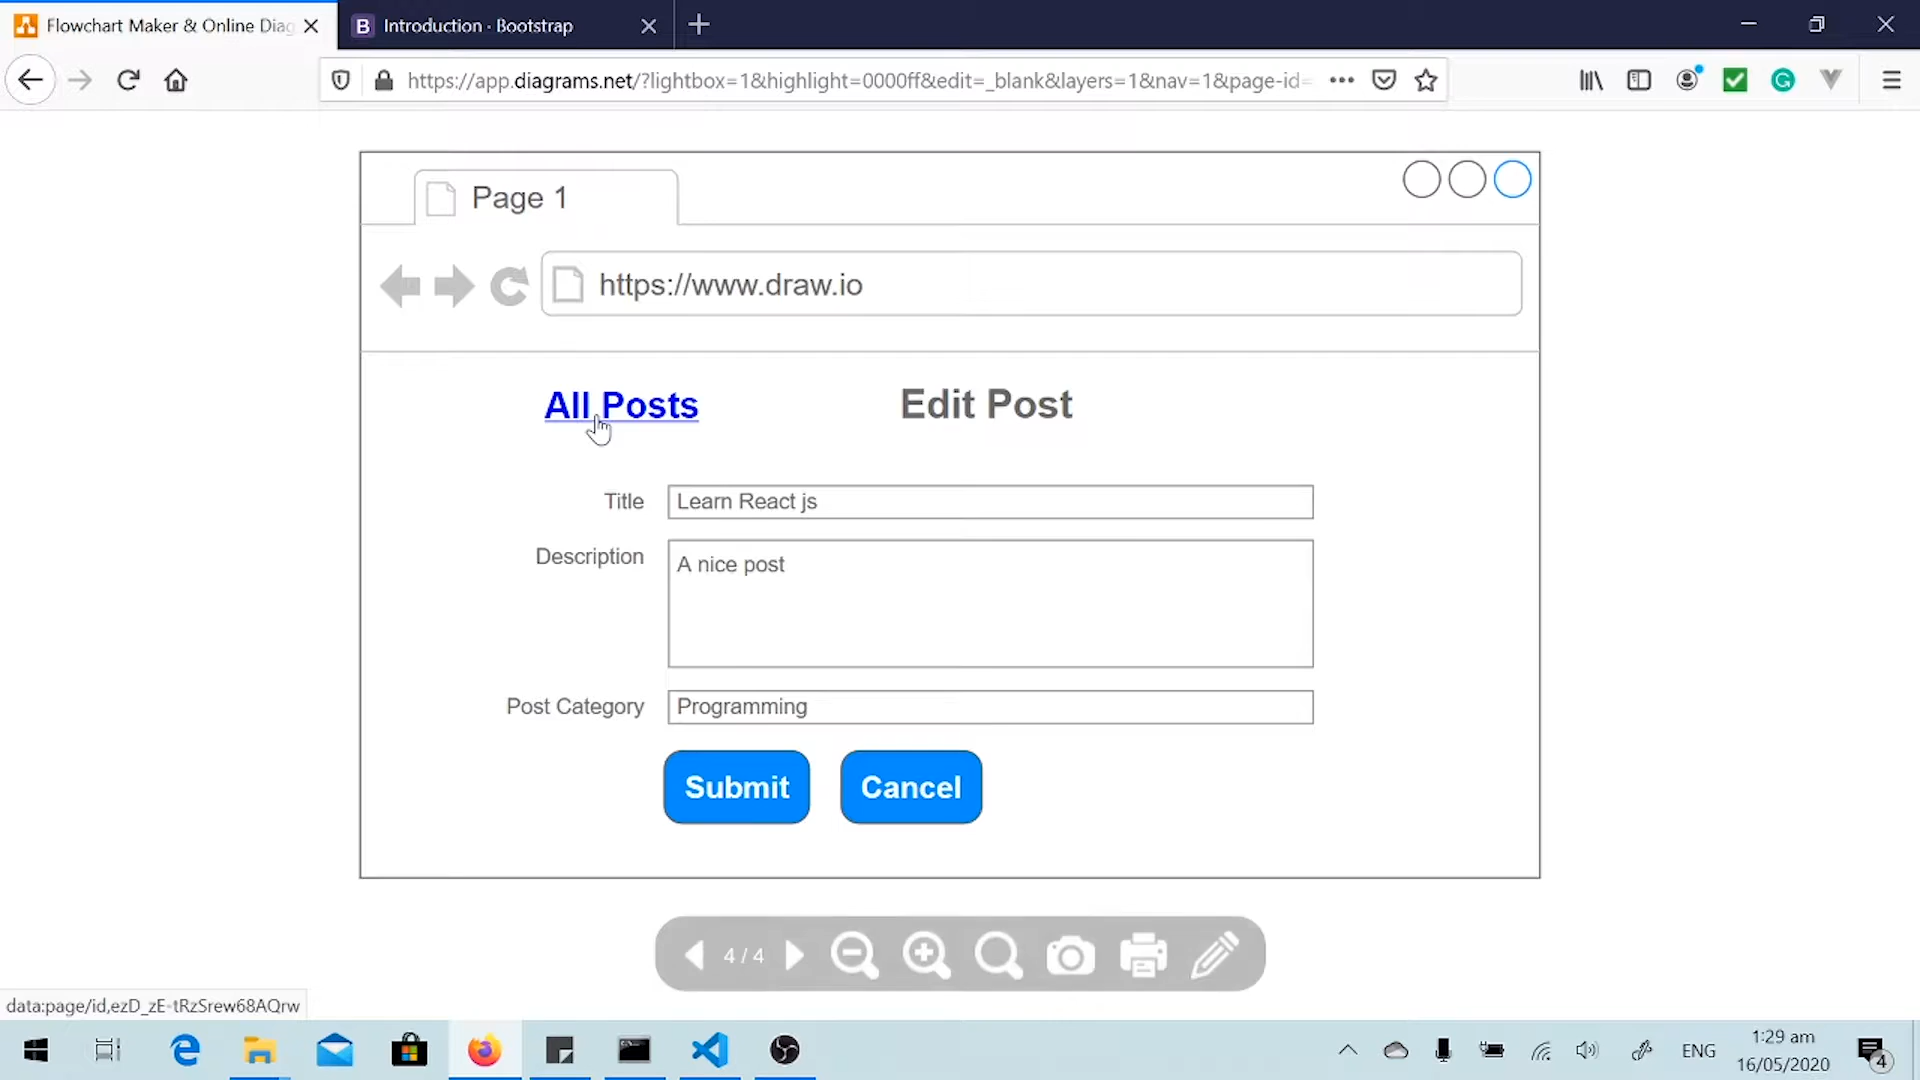 Flowchart Maker & Online Diag
B Introduction · Bootstrap
https://app.diagrams.net/?lightbox=1&highlight=0000ff&edit=_blank&layers=1&nav=1&page-id=
Page 1
https://www.draw.io
All Posts
Edit Post
Title
Learn React js
Description
A nice post
Post Category
Programming
Submit
Cancel
4 / 4
data:page/id,ezD_zE-tRzSrew68AQrw
ENG
1:29 am
16/05/2020
4